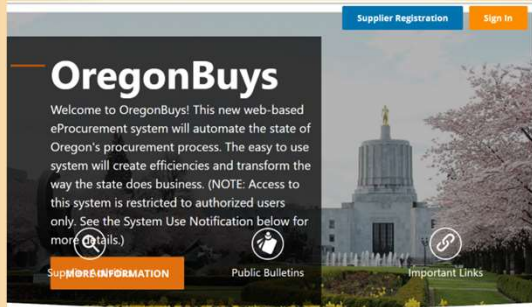 Supplier Registration
Sign In
OregonBuys
Welcome to OregonBuys! This new web-based
eProcurement system will automate the state of
Oregon's procurement process. The easy to use
system will create efficiencies and transform the
way the state does business. (NOTE: Access to
this system is restricted to authorized users
only. See the System Use Notification below for
more details.)
MORE INFORMATION
Public Bulletins
Important Links